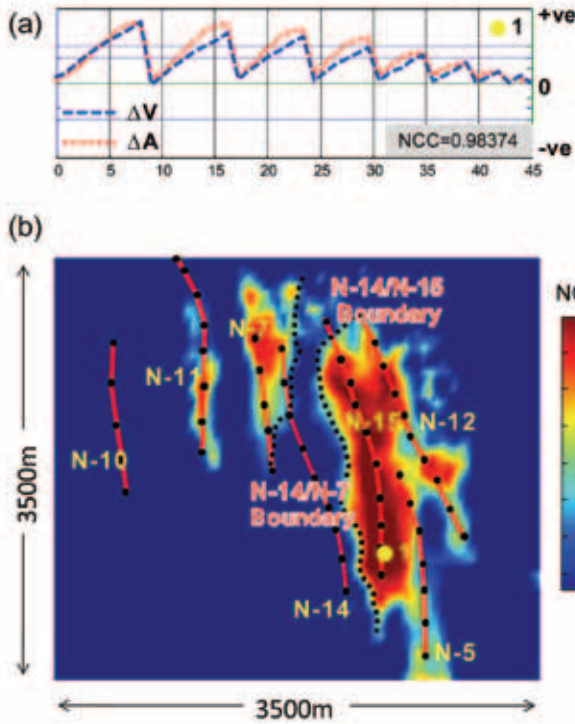 (a)
1
+ve
0
-ve
ΔV
ΔA
NCC=0.98374
0 5 10 15 20 25 30 35 40 45
(b)
N-14/N-15
Boundary
N-7
N-11
N-15
N-12
N-10
N-14/N-7
Boundary
1
N-14
N-5
3500m
3500m